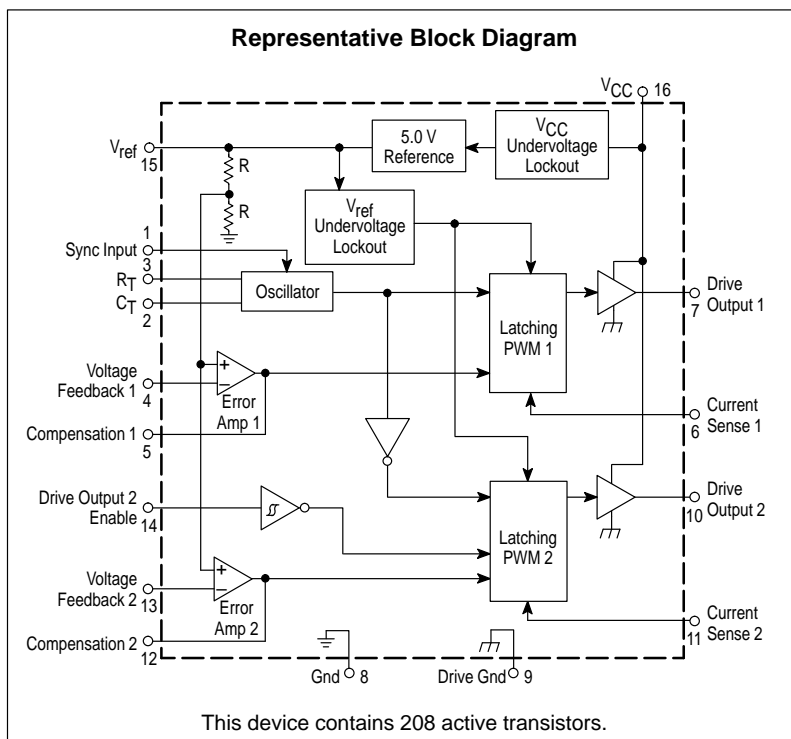 Representative Block Diagram
VCC
16
Vref
15
R
R
5.0 V
Reference
VCC
Undervoltage
Lockout
Vref
Undervoltage
Lockout
1
Sync Input
3
RT
CT
2
Oscillator
Latching
PWM 1
Drive
Output 1
7
Voltage
Feedback 1
4
+
–
Error
Amp 1
Compensation 1
5
Current
Sense 1
6
Drive Output 2
Enable
14
Latching
PWM 2
Drive
Output 2
10
Voltage
Feedback 2
13
+
–
Error
Amp 2
Compensation 2
12
Current
Sense 2
11
Gnd
8
Drive Gnd
9
This device contains 208 active transistors.